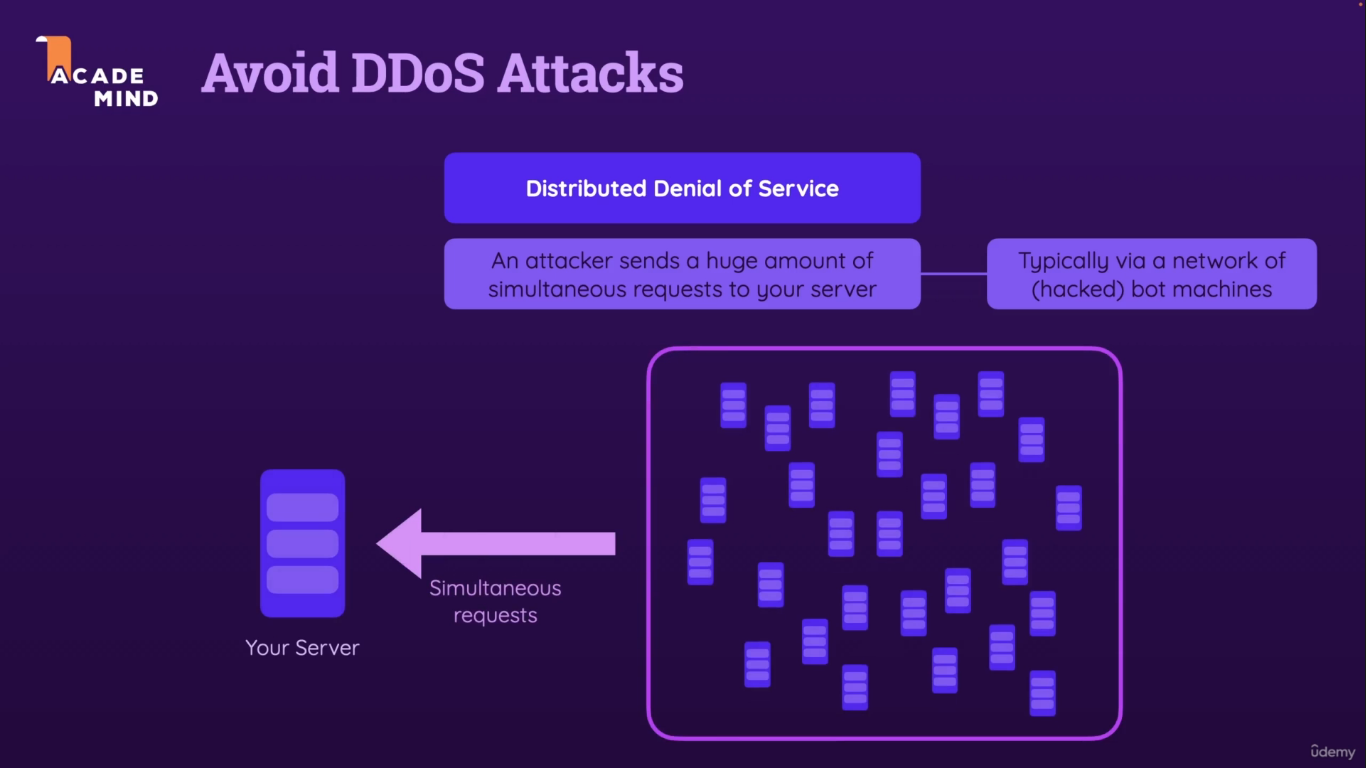 ACADE
MIND
Avoid DDoS Attacks
Distributed Denial of Service
An attacker sends a huge amount of
simultaneous requests to your server
Typically via a network of
(hacked) bot machines
Simultaneous
requests
Your Server
ûdemy